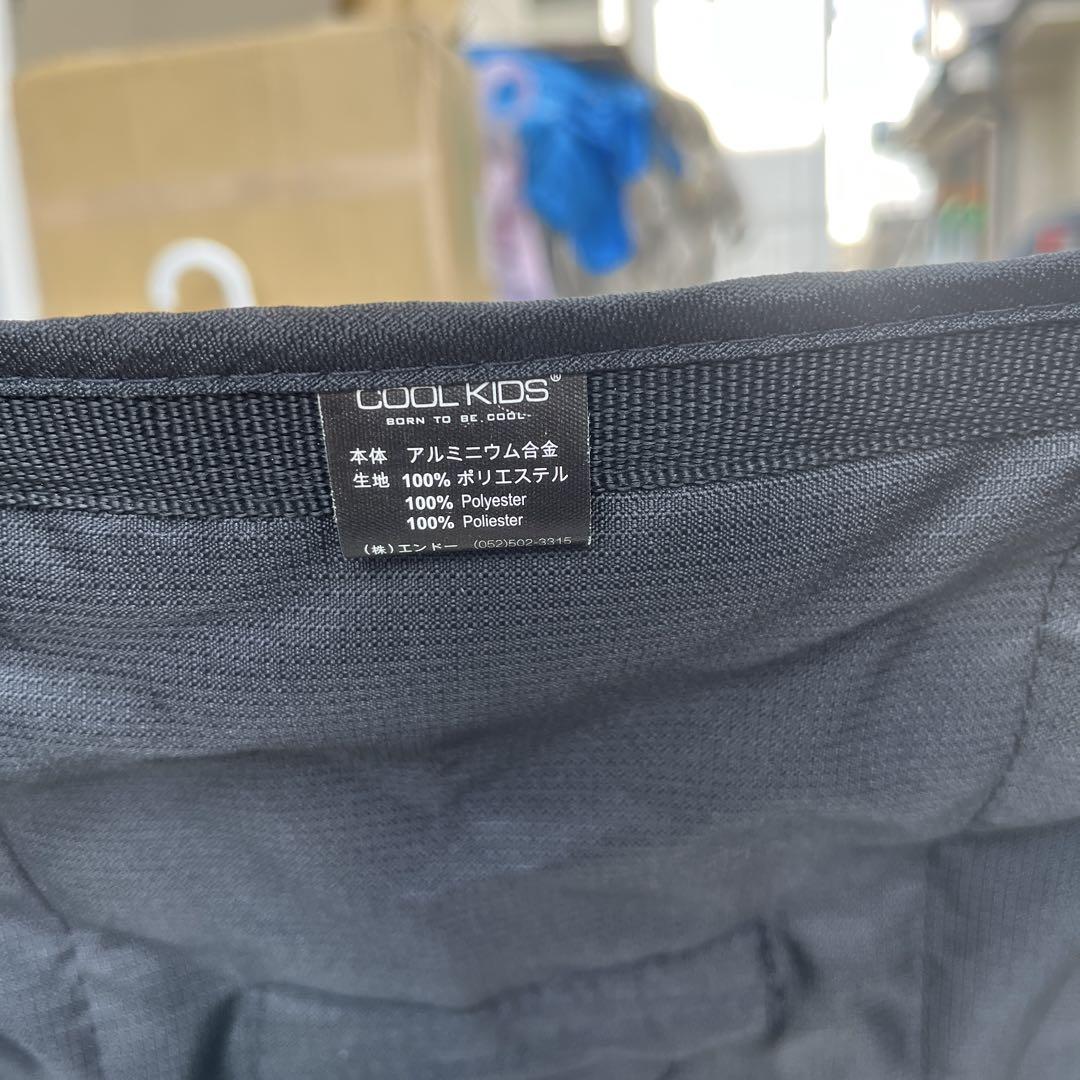 COOL KIDS®
BORN TO BE.COOL-
本体 アルミニウム合金
生地 100% ポリエステル
100% Polyester
100% Poliester
(株)エンドー (052)502-3315